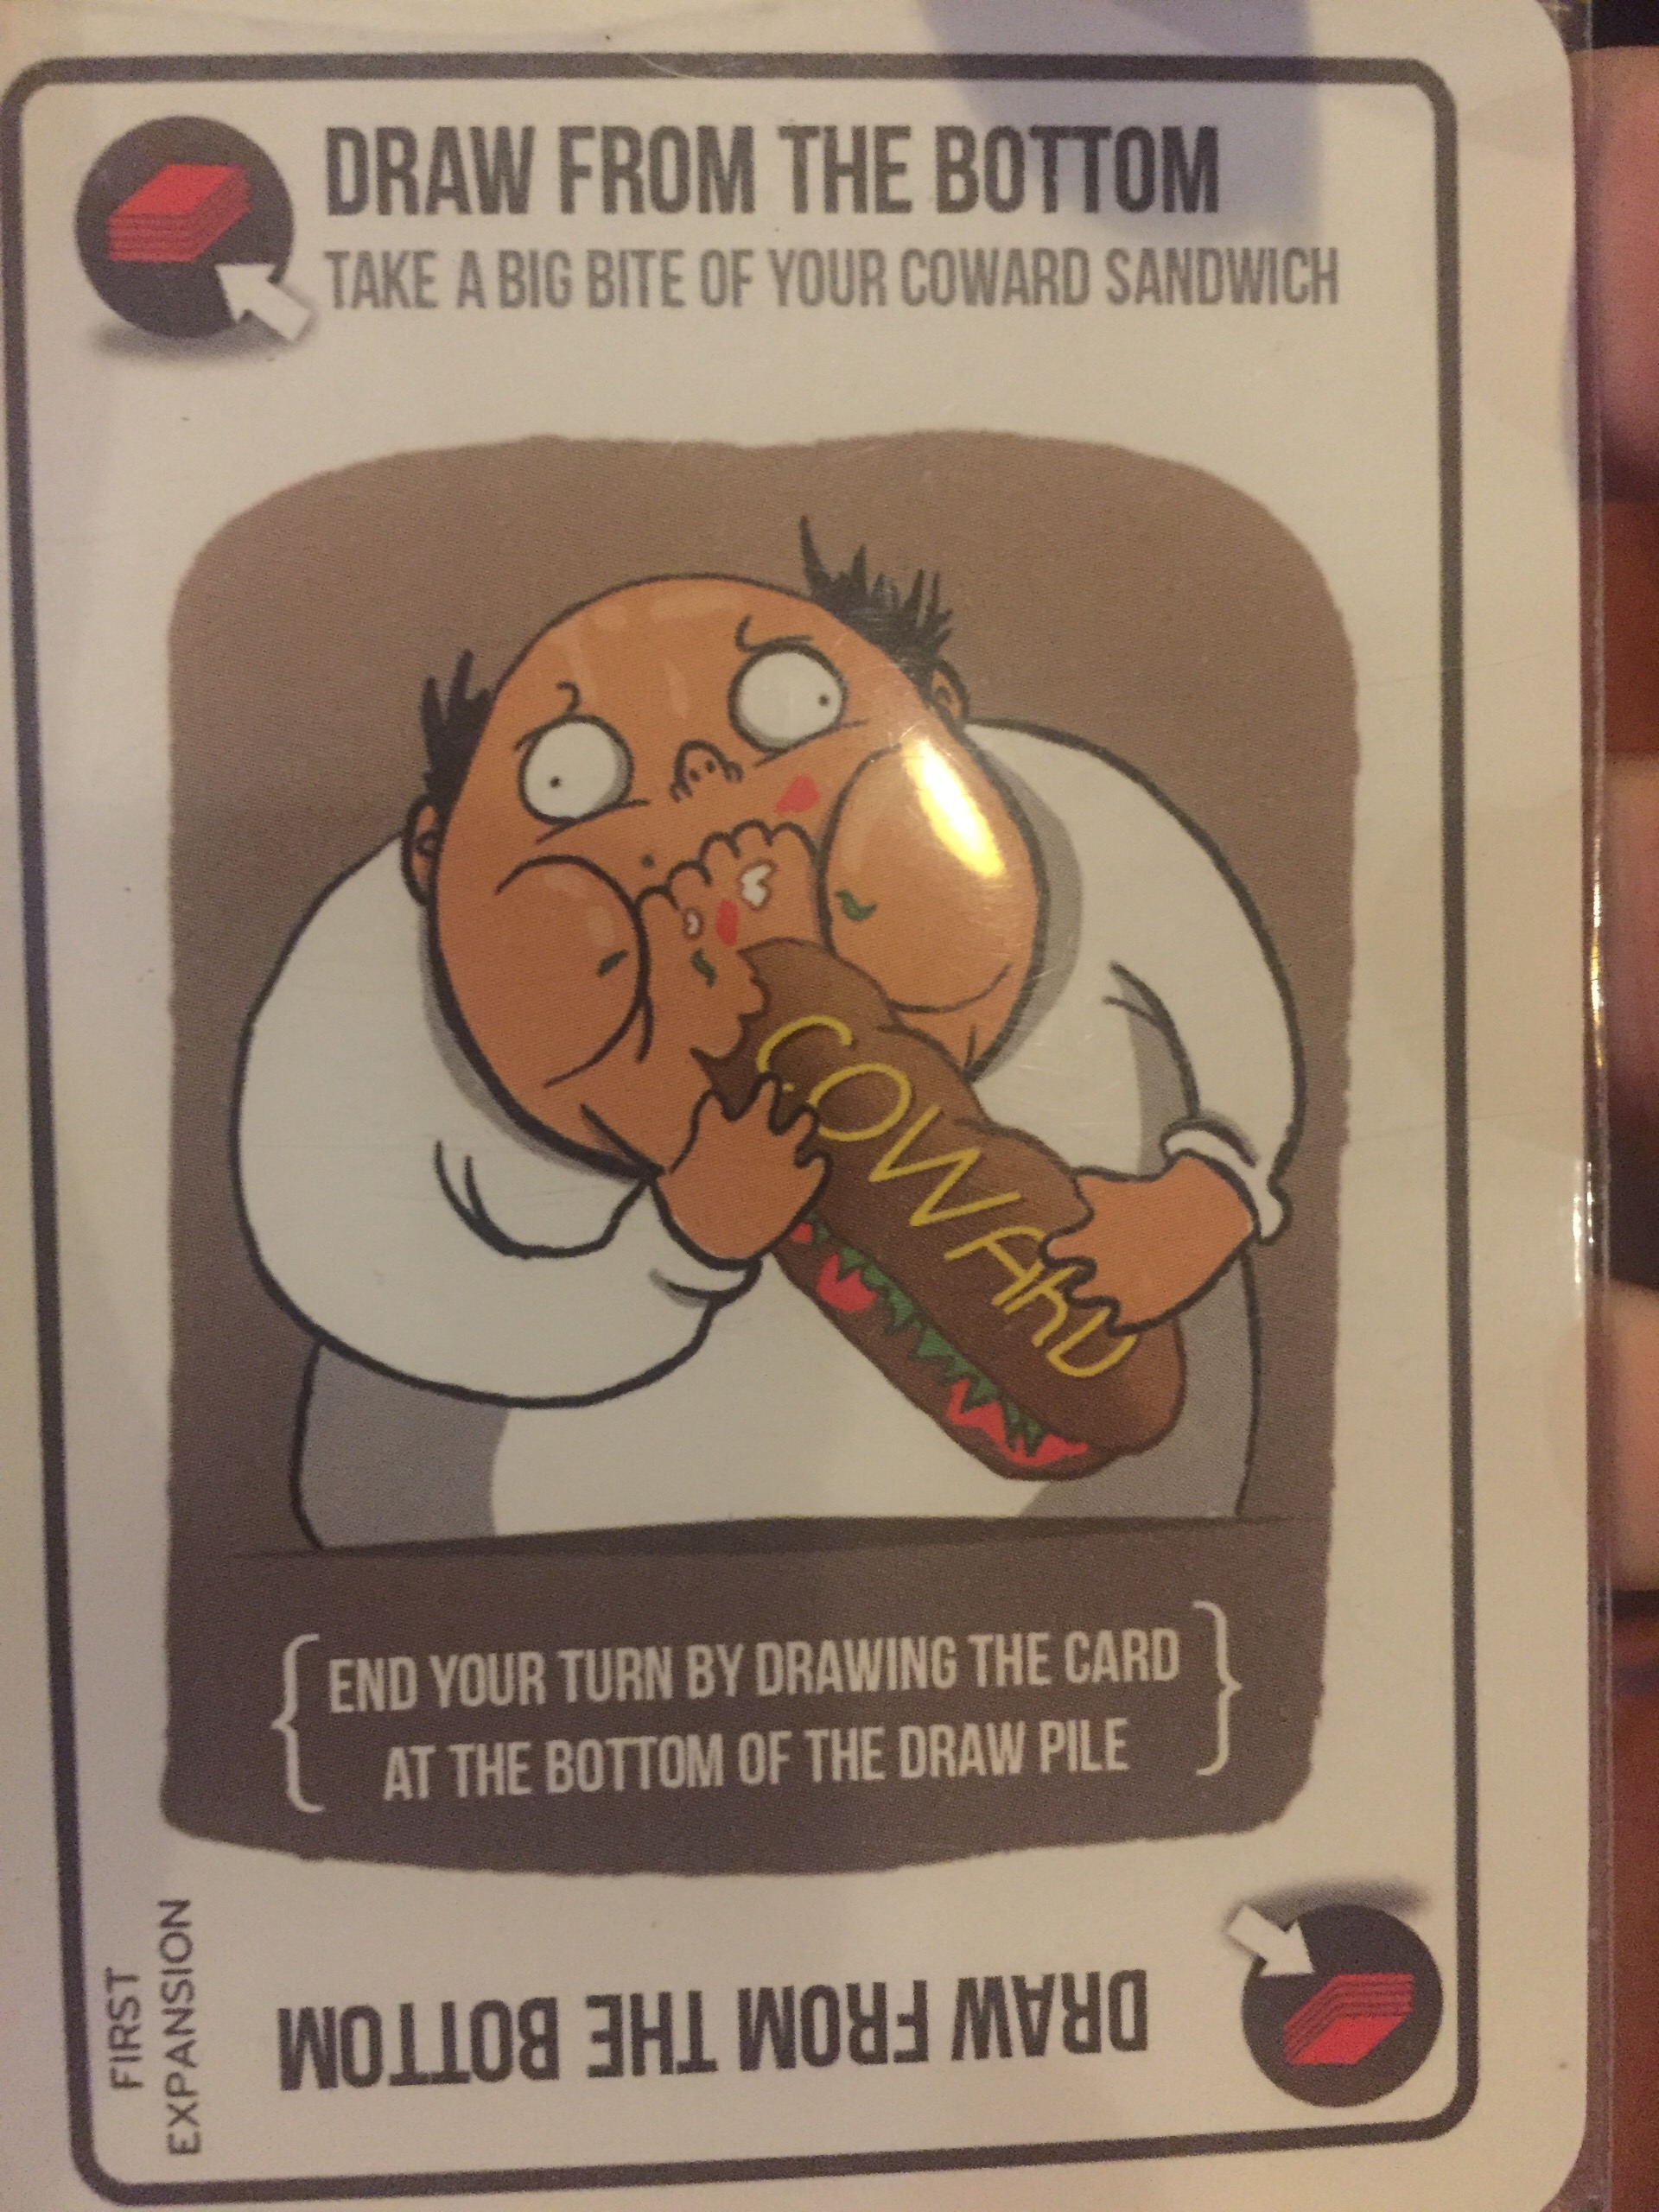 DRAW FROM THE BOTTOM
TAKE A BIG BITE OF YOUR COWARD SANDWICH
COWARD
END YOUR TURN BY DRAWING THE CARD
AT THE BOTTOM OF THE DRAW PILE
FIRST
EXPANSION
DRAW FROM THE BOTTOM